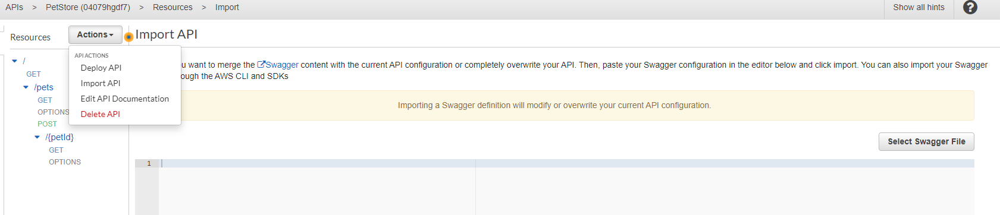 APIs > PetStore (04079hgdf7) > Resources > Import
Show all hints
?
Resources
Actions
Import API
API ACTIONS
Deploy API
Import API
Edit API Documentation
Delete API
/
GET
/pets
GET
OPTIONS
POST
/{petId}
GET
OPTIONS
u want to merge the Swagger content with the current API configuration or completely overwrite your API. Then, paste your Swagger configuration in the editor below and click import. You can also import your Swagger
ough the AWS CLI and SDKs
Importing a Swagger definition will modify or overwrite your current API configuration.
Select Swagger File
1